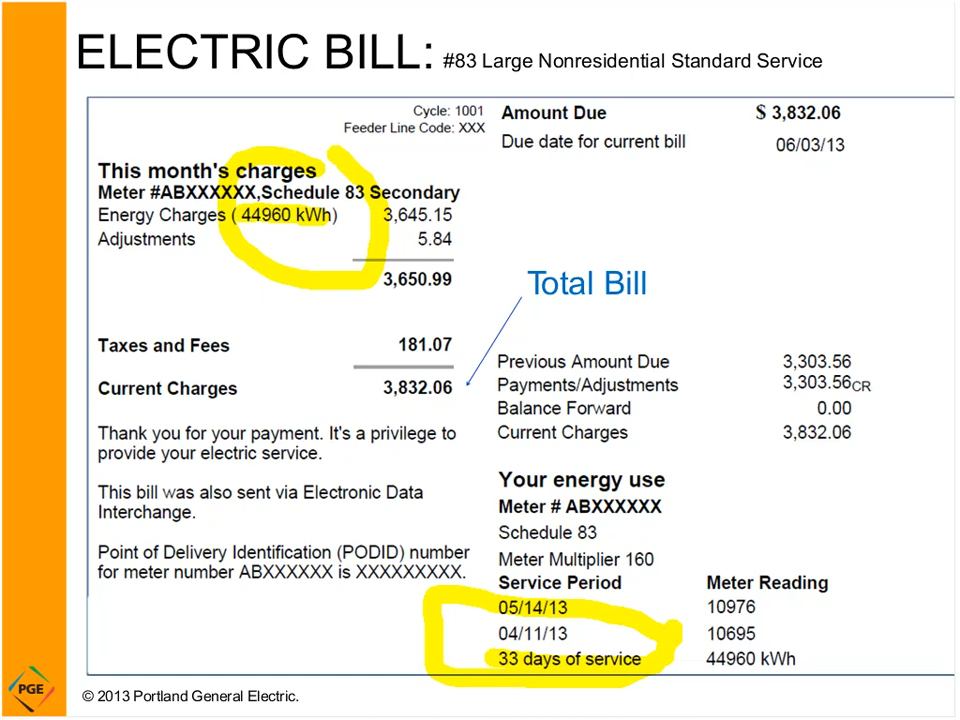 ELECTRIC BILL: #83 Large Nonresidential Standard Service
Cycle: 1001
Feeder Line Code: XXX
Amount Due $ 3,832.06
Due date for current bill 06/03/13
This month's charges
Meter #ABXXXXXX,Schedule 83 Secondary
Energy Charges ( 44960 kWh) 3,645.15
Adjustments 5.84
3,650.99
Total Bill
Taxes and Fees 181.07
Current Charges 3,832.06
Thank you for your payment. It's a privilege to
provide your electric service.
This bill was also sent via Electronic Data
Interchange.
Point of Delivery Identification (PODID) number
for meter number ABXXXXXX is XXXXXXXXX.
Previous Amount Due 3,303.56
Payments/Adjustments 3,303.56CR
Balance Forward 0.00
Current Charges 3,832.06
Your energy use
Meter # ABXXXXXX
Schedule 83
Meter Multiplier 160
Service Period Meter Reading
05/14/13 10976
04/11/13 10695
33 days of service 44960 kWh
PGE
© 2013 Portland General Electric.